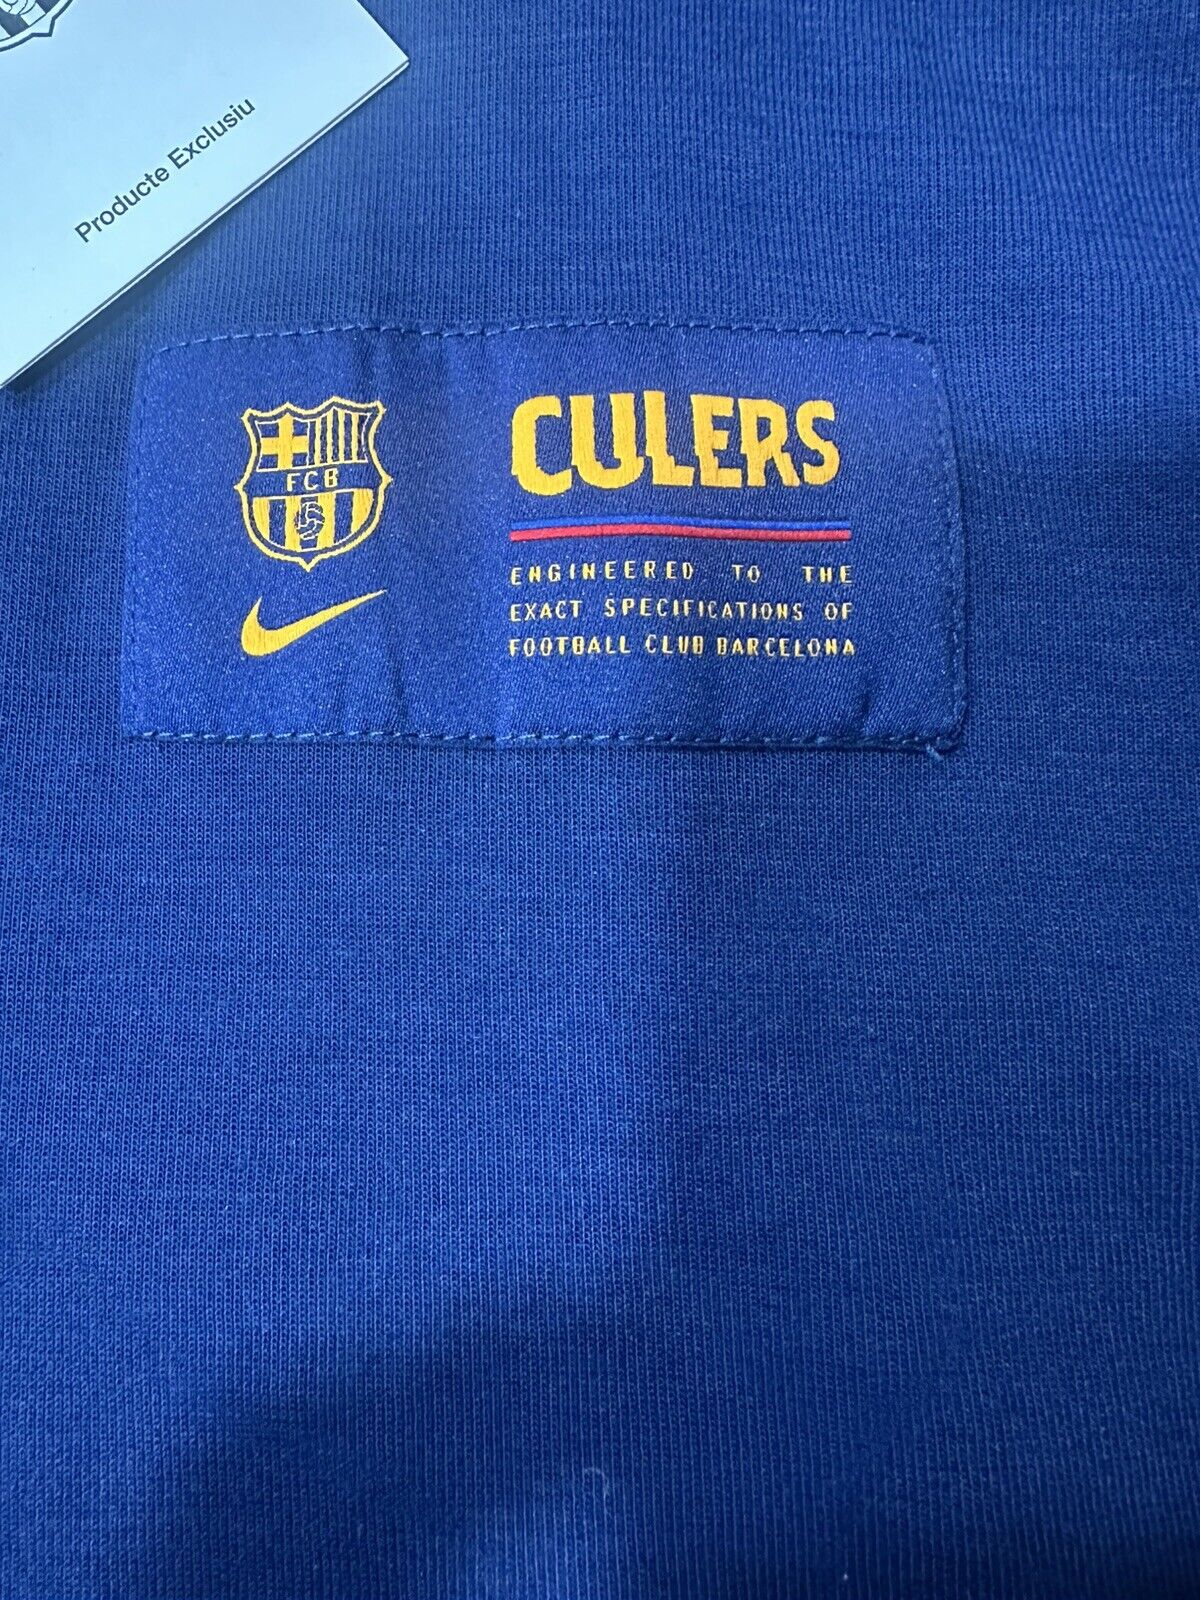 Producte Exclusiu
FCB
CULERS
ENGINEERED TO THE
EXACT SPECIFICATIONS OF
FOOTBALL CLUB BARCELONA